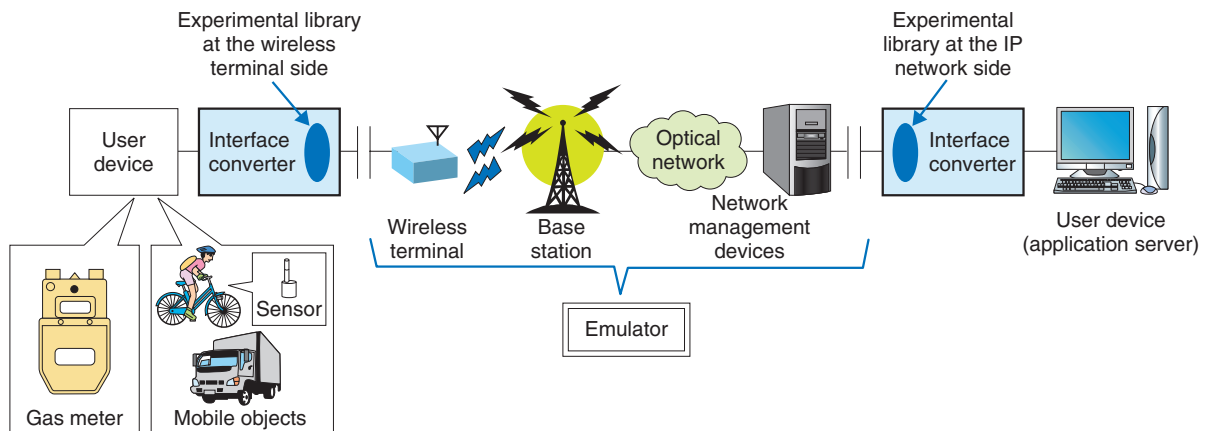 Experimental library
at the wireless
terminal side
Experimental
library at the IP
network side
User
device
Interface
converter
Optical
network
Interface
converter
Wireless
terminal
Base
station
Network
management
devices
User device
(application server)
Sensor
Emulator
Gas meter
Mobile objects